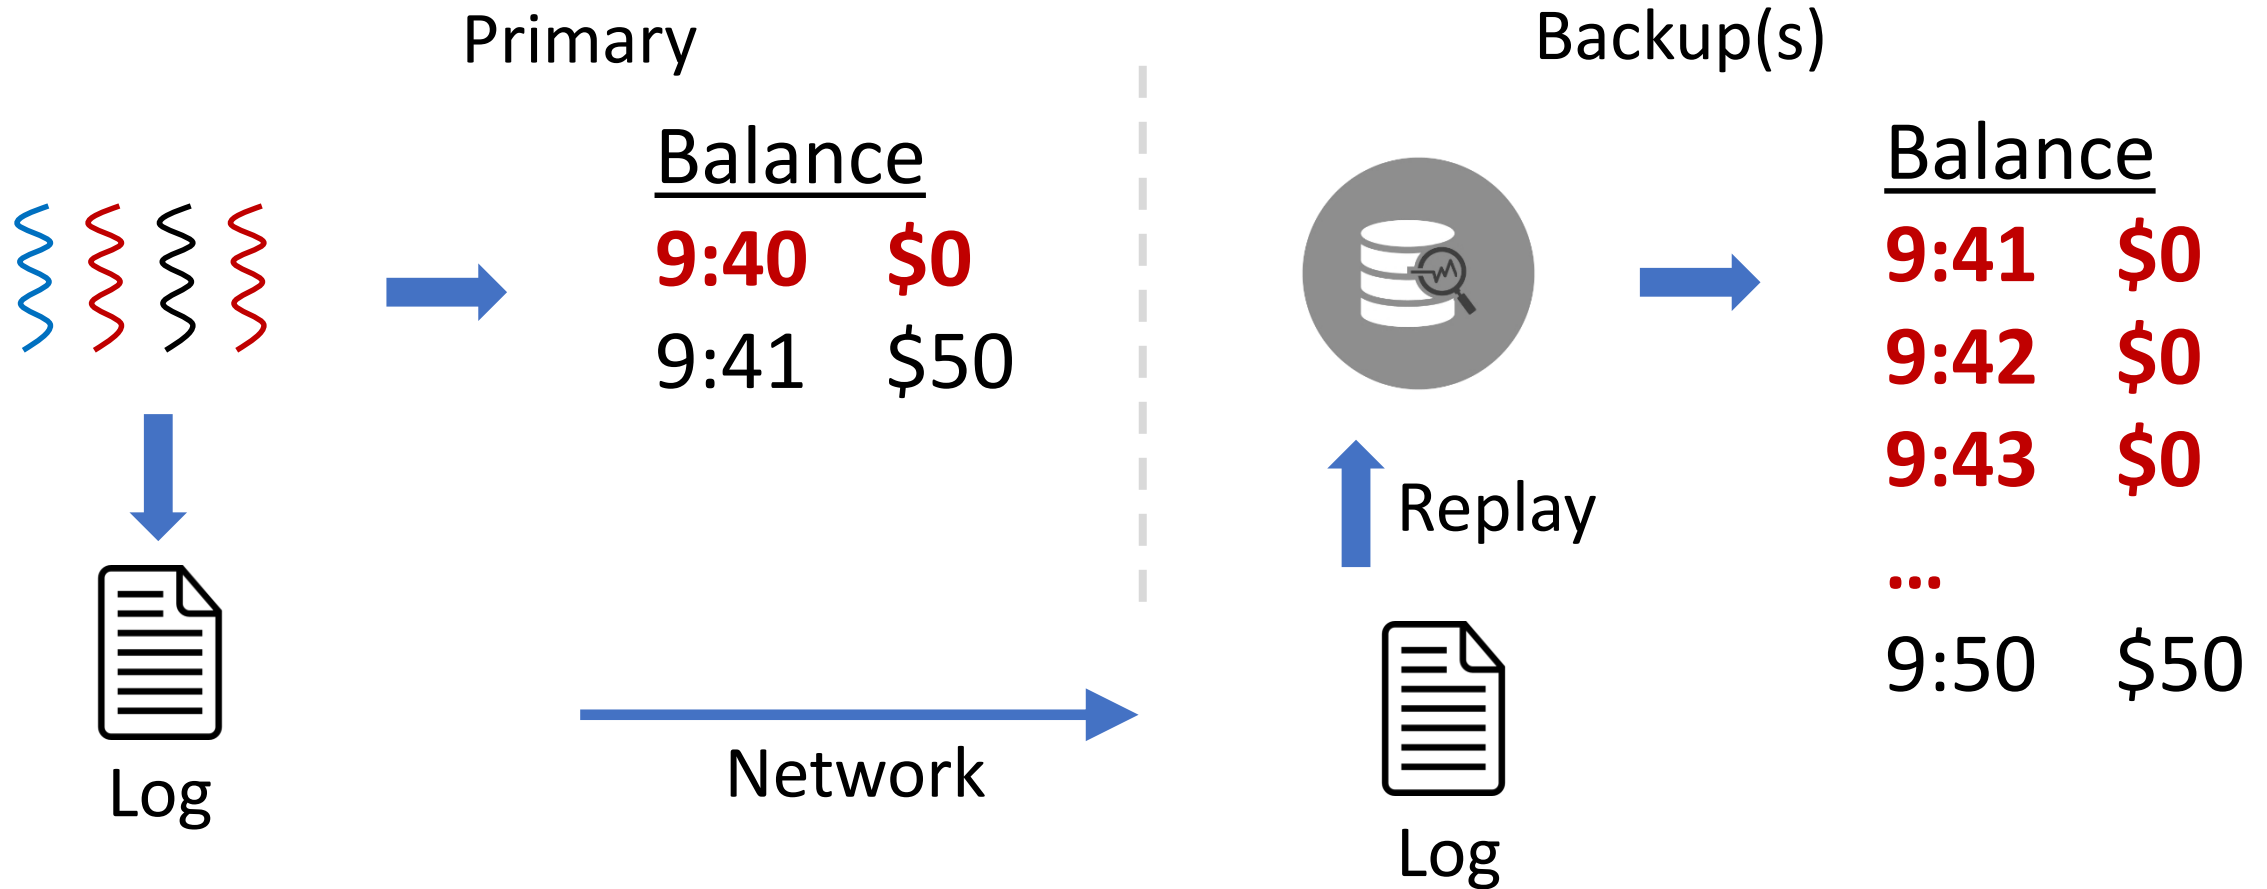 Primary
Balance
9:40 $0
9:41 $50
Log
Network
Backup(s)
Balance
9:41 $0
9:42 $0
9:43 $0
...
9:50 $50
Replay
Log